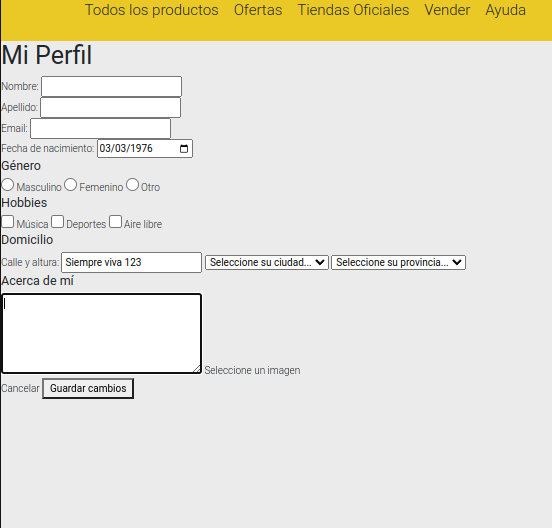 Todos los productos Ofertas Tiendas Oficiales Vender Ayuda
Mi Perfil
Nombre:
Apellido:
Email:
Fecha de nacimiento: 03/03/1976
Género
Masculino Femenino Otro
Hobbies
Música Deportes Aire libre
Domicilio
Calle y altura: Siempre viva 123 Seleccione su ciudad... Seleccione su provincia...
Acerca de mí
Seleccione un imagen
Cancelar Guardar cambios